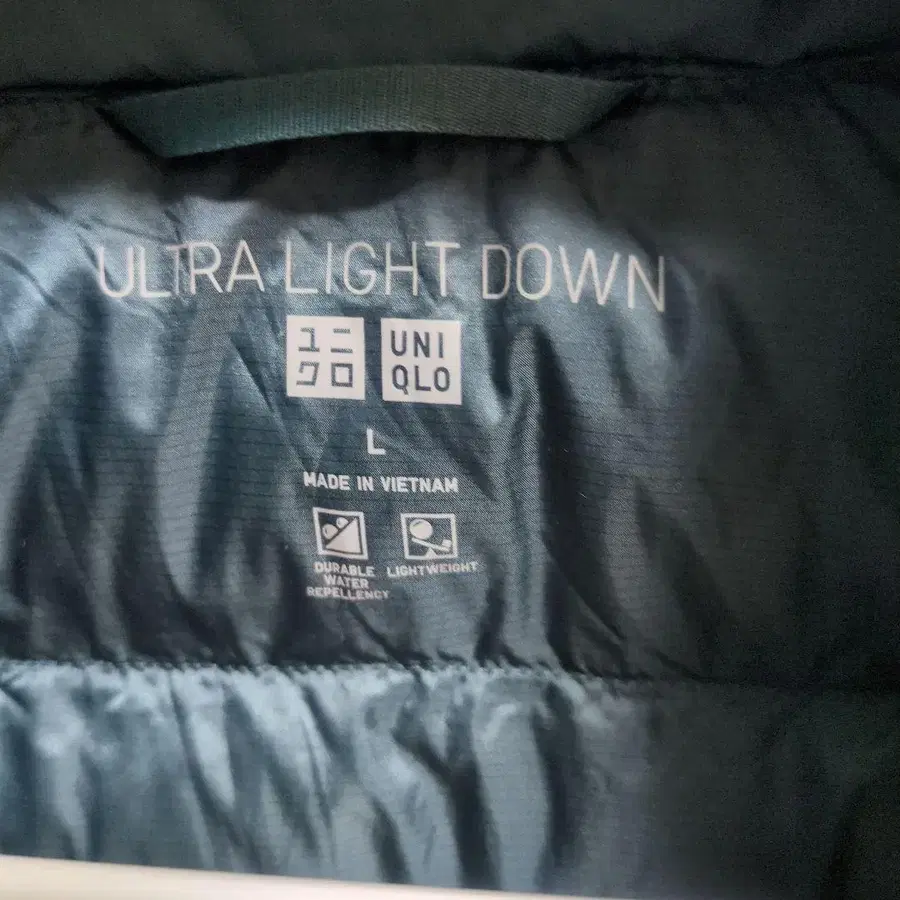 ULTRA LIGHT DOWN
ユニ UNI
クロ QLO
L
MADE IN VIETNAM
DURABLE LIGHTWEIGHT
WATER
REPELLENCY